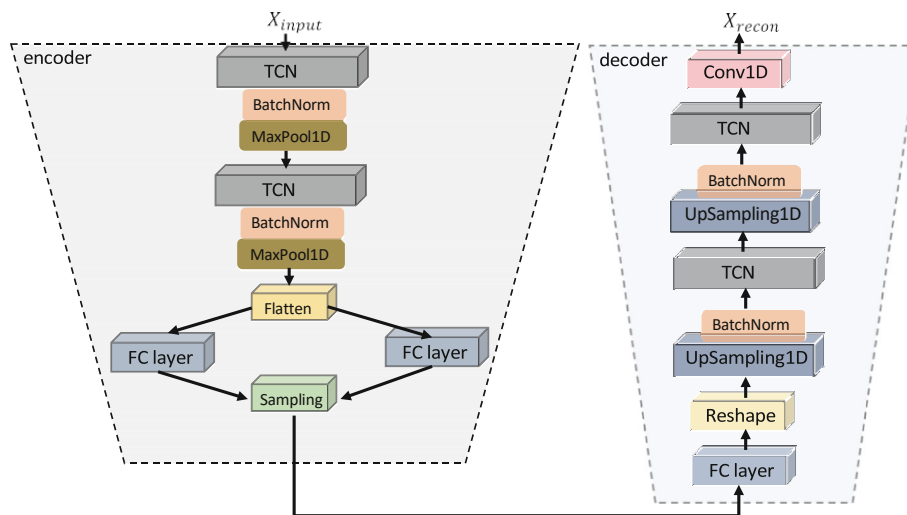 X_input
encoder
TCN
BatchNorm
MaxPool1D
TCN
BatchNorm
MaxPool1D
Flatten
FC layer
FC layer
Sampling
X_recon
decoder
Conv1D
TCN
BatchNorm
UpSampling1D
TCN
BatchNorm
UpSampling1D
Reshape
FC layer